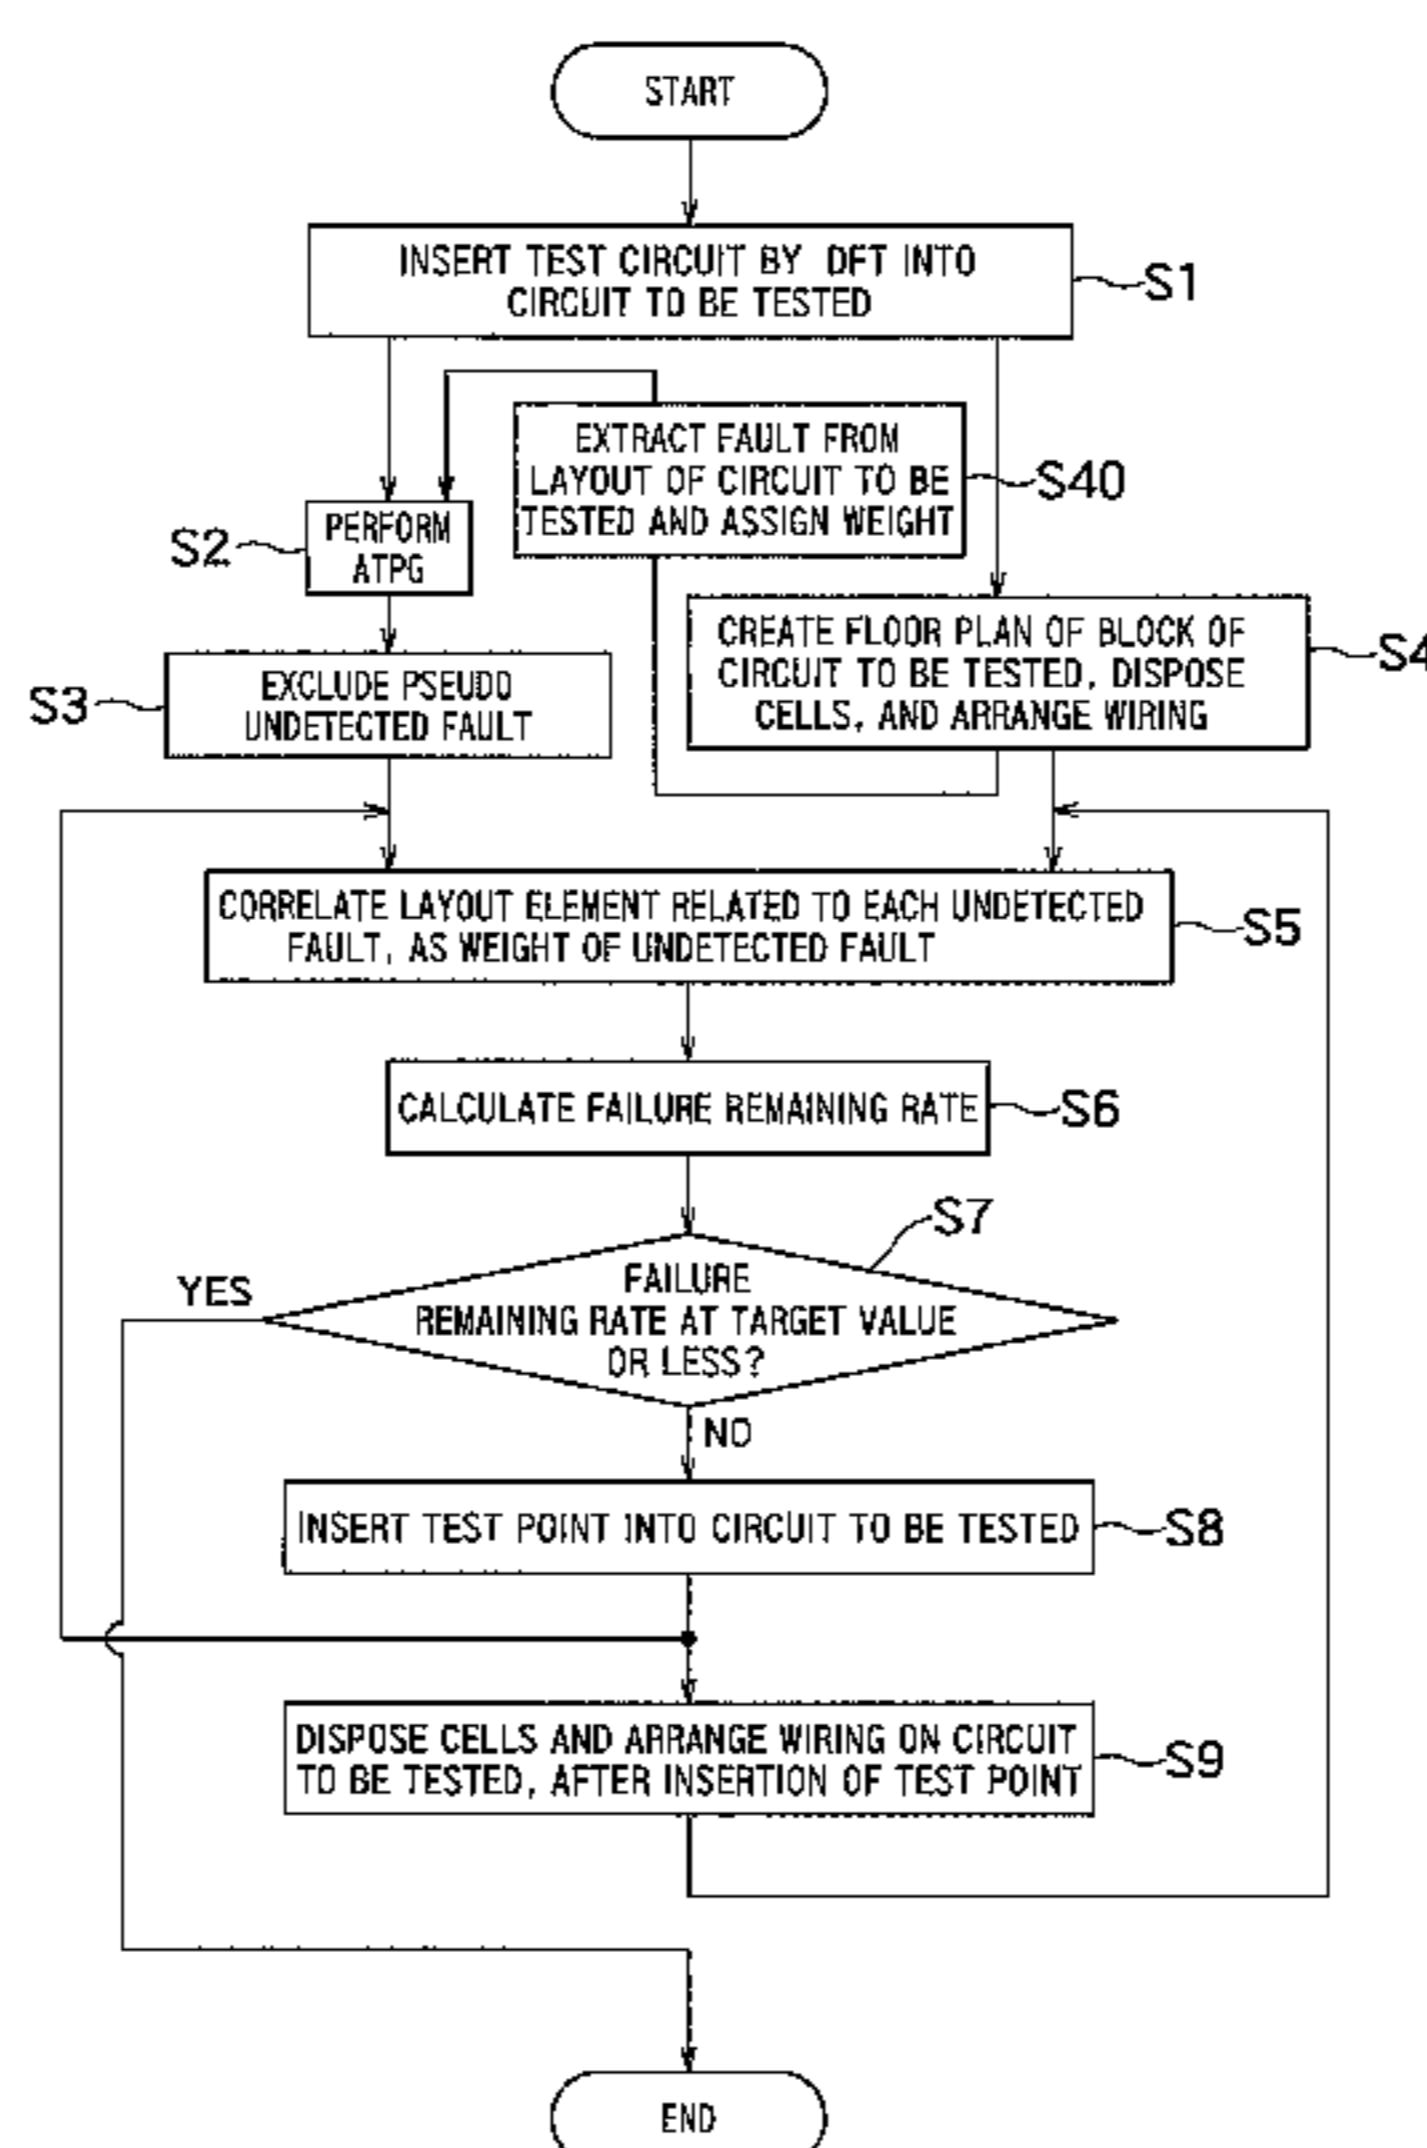 START
INSERT TEST CIRCUIT BY DFT INTO
CIRCUIT TO BE TESTED
S1
EXTRACT FAULT FROM
LAYOUT OF CIRCUIT TO BE
TESTED AND ASSIGN WEIGHT
S40
S2
PERFORM
ATPG
CREATE FLOOR PLAN OF BLOCK OF
CIRCUIT TO BE TESTED, DISPOSE
CELLS, AND ARRANGE WIRING
S4
S3
EXCLUDE PSEUDO
UNDETECTED FAULT
CORRELATE LAYOUT ELEMENT RELATED TO EACH UNDETECTED
FAULT, AS WEIGHT OF UNDETECTED FAULT
S5
CALCULATE FAILURE REMAINING RATE
S6
S7
YES
FAILURE
REMAINING RATE AT TARGET VALUE
OR LESS?
NO
INSERT TEST POINT INTO CIRCUIT TO BE TESTED
S8
DISPOSE CELLS AND ARRANGE WIRING ON CIRCUIT
TO BE TESTED, AFTER INSERTION OF TEST POINT
S9
END